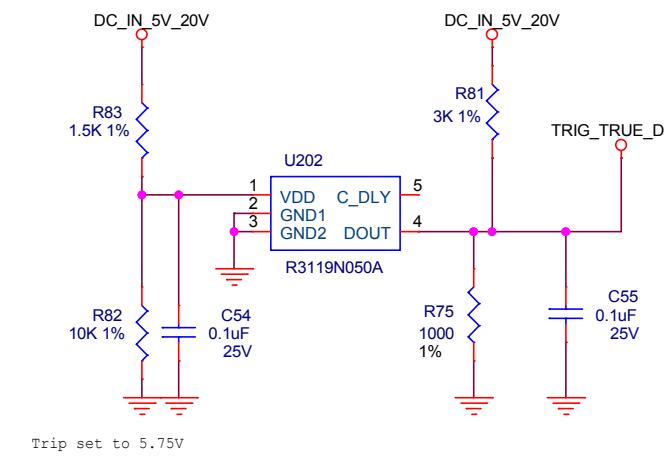 DC_IN_5V_20V
DC_IN_5V_20V
R83
1.5K 1%
R81
3K 1%
TRIG_TRUE_D
U202
1
2
3
VDD
GND1
GND2
C_DLY
DOUT
5
4
R3119N050A
R82
10K 1%
C54
0.1uF
25V
R75
1000
1%
C55
0.1uF
25V
Trip set to 5.75V